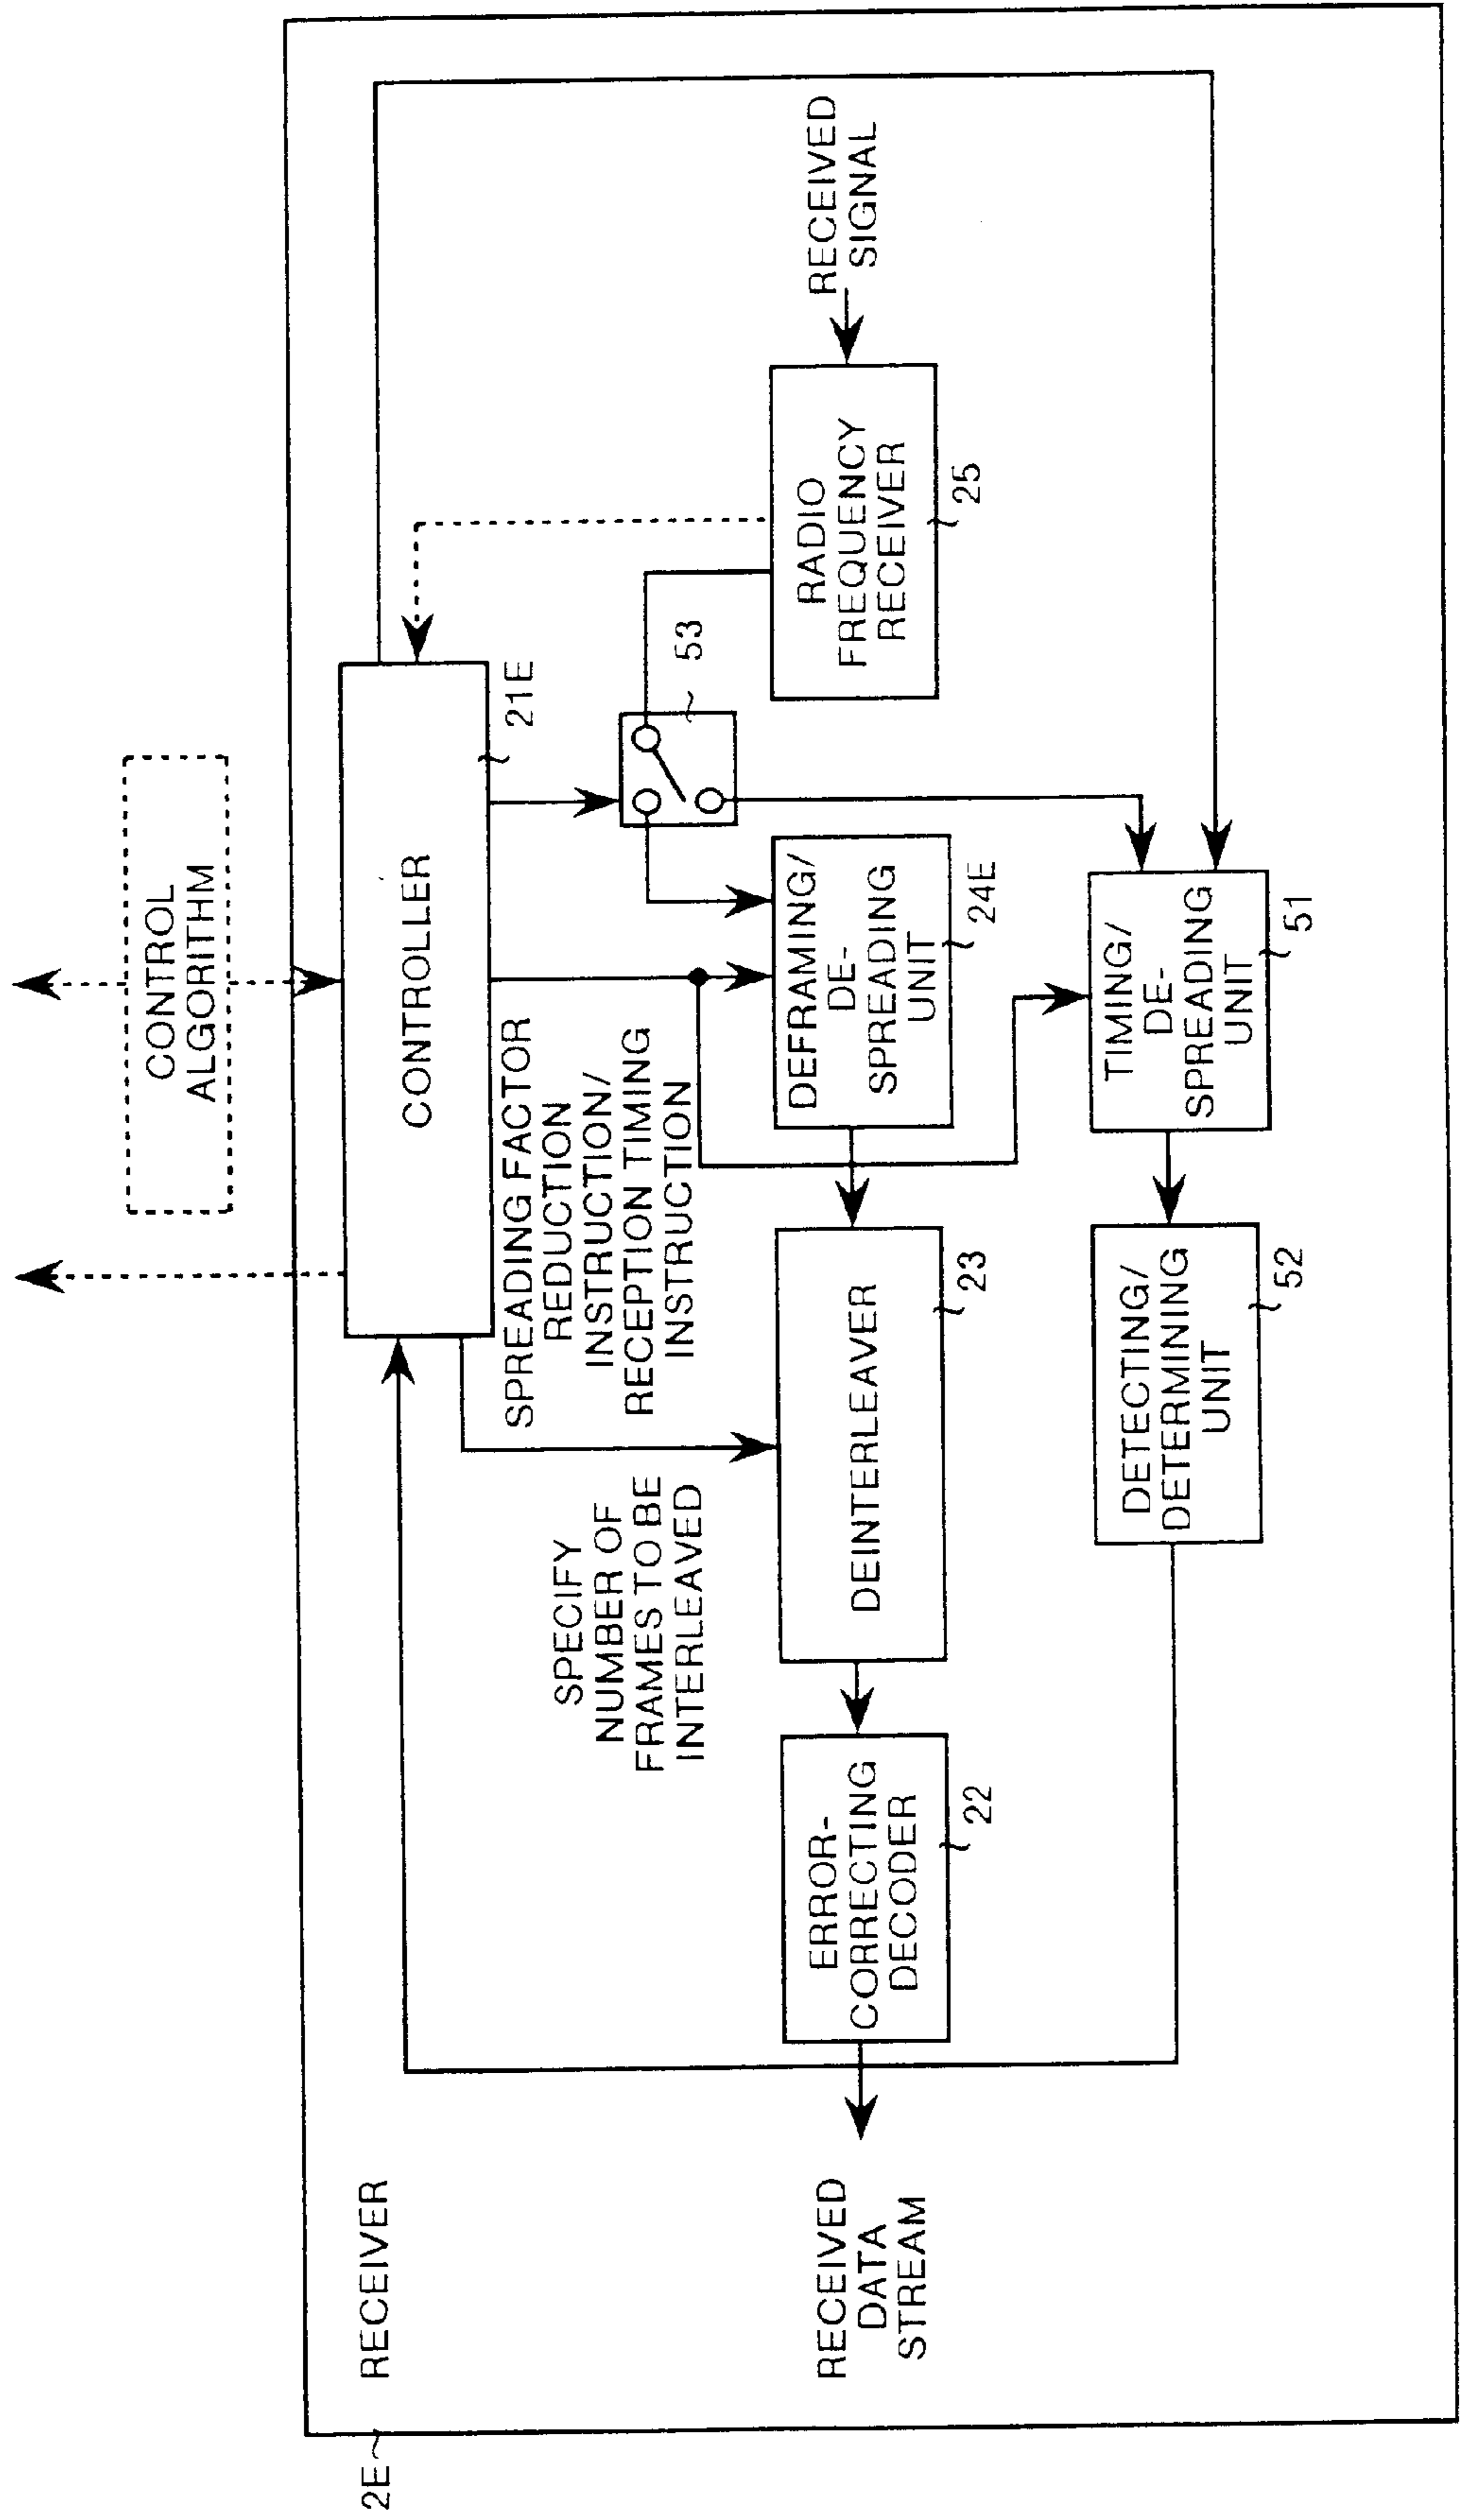 CONTROL
ALGORITHM
2E
RECEIVER
CONTROLLER
21E
SPREADING FACTOR
REDUCTION
INSTRUCTION/
RECEPTION TIMING
INSTRUCTION
SPECIFY
NUMBER OF
FRAMES TO BE
INTERLEAVED
53
RECEIVED
DATA
STREAM
ERROR-
CORRECTING
DECODER
22
DEINTERLEAVER
23
DEFRAMING/
DE-
SPREADING
UNIT
24E
RADIO
FREQUENCY
RECEIVER
25
RECEIVED
SIGNAL
DETECTING/
DETERMINING
UNIT
52
TIMING/
DE-
SPREADING
UNIT
51